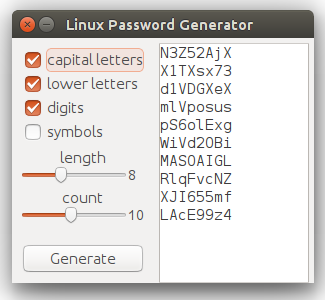 Linux Password Generator
capital letters
lower letters
digits
symbols
length
8
count
10
Generate
N3Z52AjX
X1TXsx73
d1VDGXeX
mlVposus
pS6olExg
WiVd2OBi
MASOAIGL
RlqFvcNZ
XJI655mf
LAcE99z4